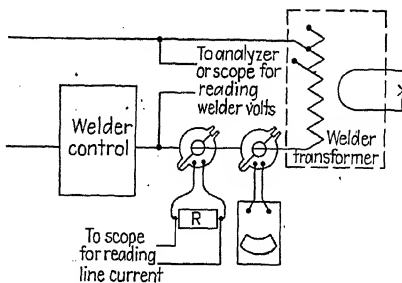 To analyzer
or scope for
reading
welder volts
Welder
control
Welder
transformer
R
To scope
for reading
line current